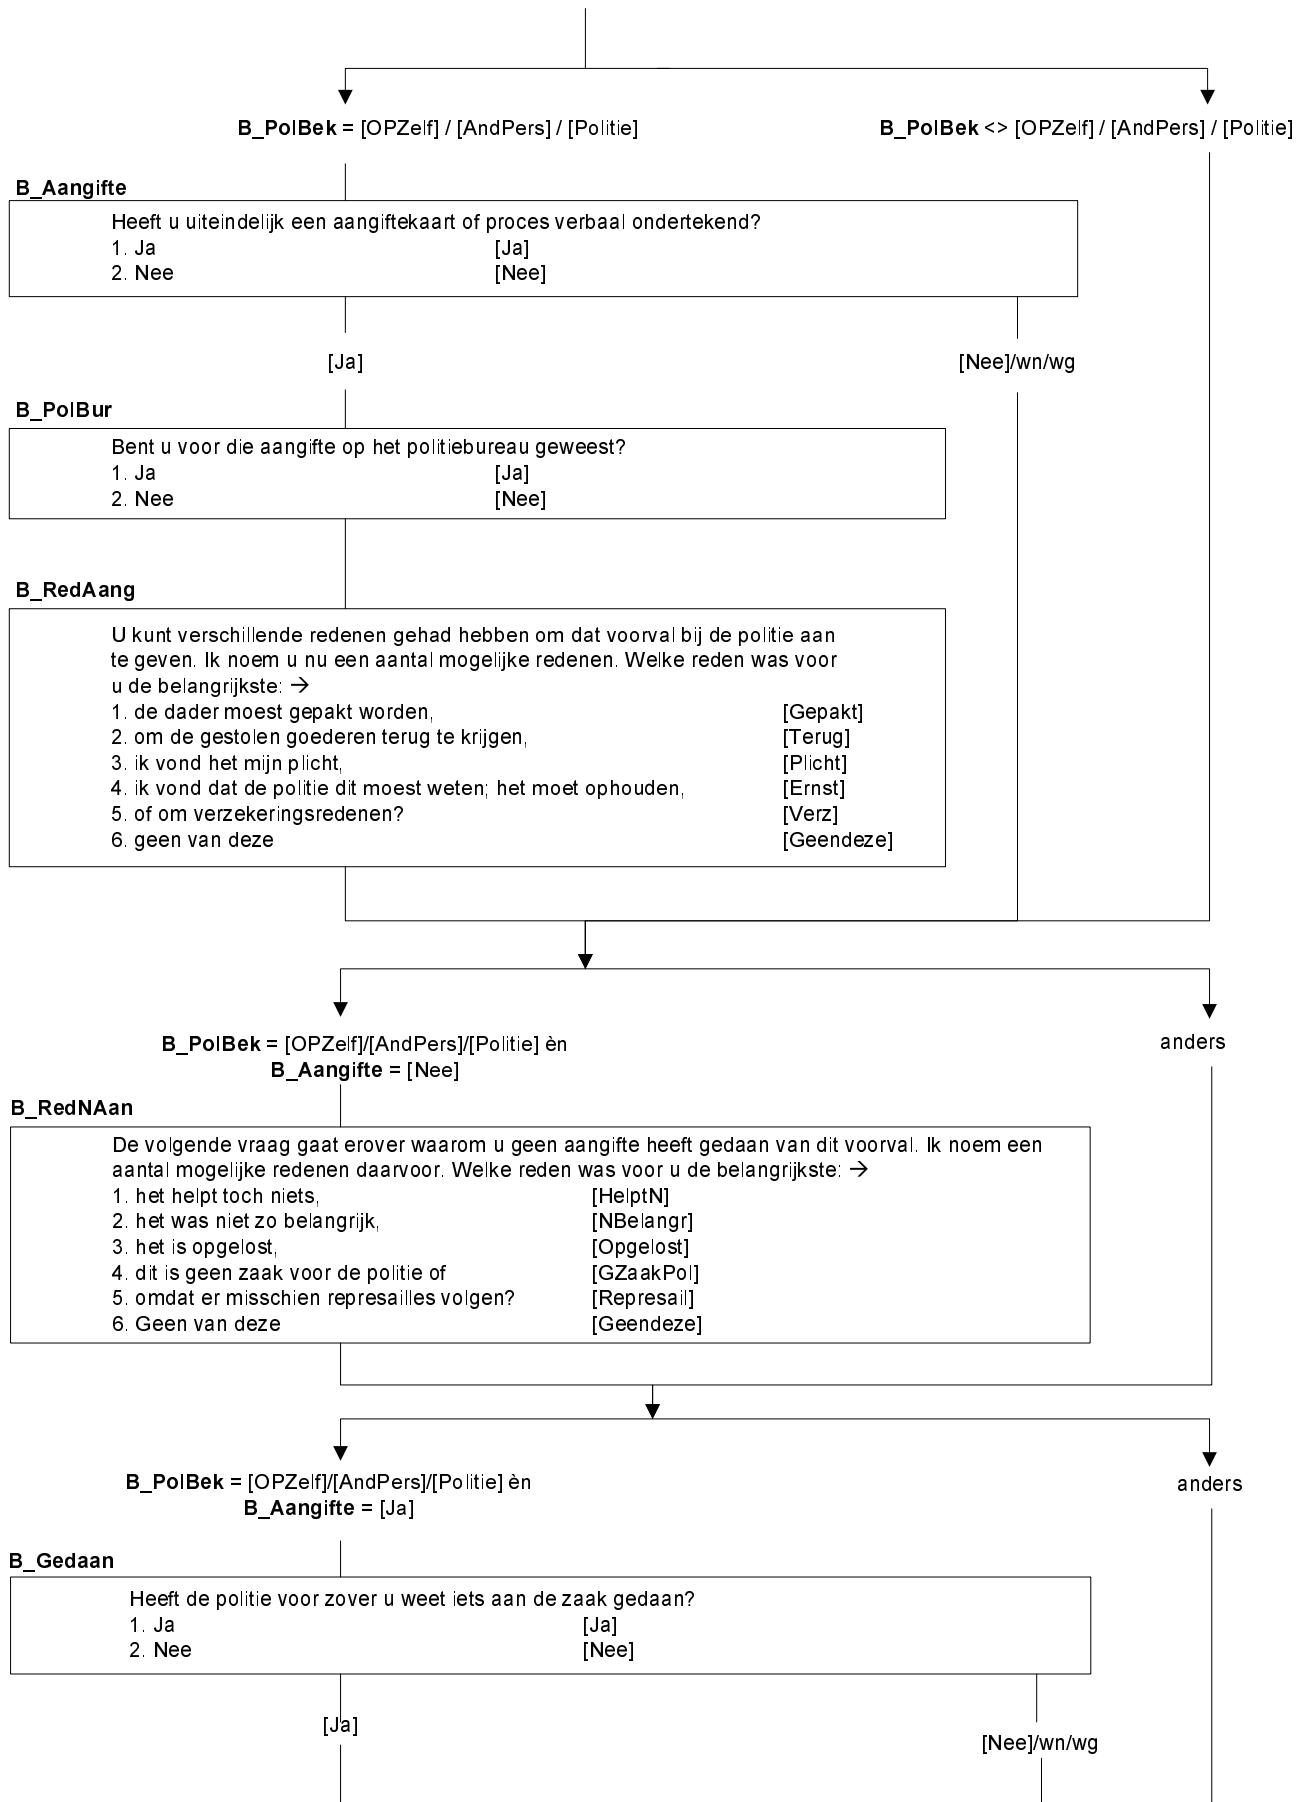 B_PolBek = [OPZelf] / [AndPers] / [Politie]
B_PolBek <> [OPZelf] / [AndPers] / [Politie]
B_Aangifte
Heeft u uiteindelijk een aangiftekaart of proces verbaal ondertekend?
1. Ja [Ja]
2. Nee [Nee]
[Ja]
[Nee]/wn/wg
B_PolBur
Bent u voor die aangifte op het politiebureau geweest?
1. Ja [Ja]
2. Nee [Nee]
B_RedAang
U kunt verschillende redenen gehad hebben om dat voorval bij de politie aan
te geven. Ik noem u nu een aantal mogelijke redenen. Welke reden was voor
u de belangrijkste: →
1. de dader moest gepakt worden, [Gepakt]
2. om de gestolen goederen terug te krijgen, [Terug]
3. ik vond het mijn plicht, [Plicht]
4. ik vond dat de politie dit moest weten; het moet ophouden, [Ernst]
5. of om verzekeringsredenen? [Verz]
6. geen van deze [Geendeze]
B_PolBek = [OPZelf]/[AndPers]/[Politie] èn
B_Aangifte = [Nee]
anders
B_RedNAan
De volgende vraag gaat erover waarom u geen aangifte heeft gedaan van dit voorval. Ik noem een
aantal mogelijke redenen daarvoor. Welke reden was voor u de belangrijkste: →
1. het helpt toch niets, [HelptN]
2. het was niet zo belangrijk, [NBelangr]
3. het is opgelost, [Opgelost]
4. dit is geen zaak voor de politie of [GZaakPol]
5. omdat er misschien represailles volgen? [Represail]
6. Geen van deze [Geendeze]
B_PolBek = [OPZelf]/[AndPers]/[Politie] èn
B_Aangifte = [Ja]
anders
B_Gedaan
Heeft de politie voor zover u weet iets aan de zaak gedaan?
1. Ja [Ja]
2. Nee [Nee]
[Ja]
[Nee]/wn/wg